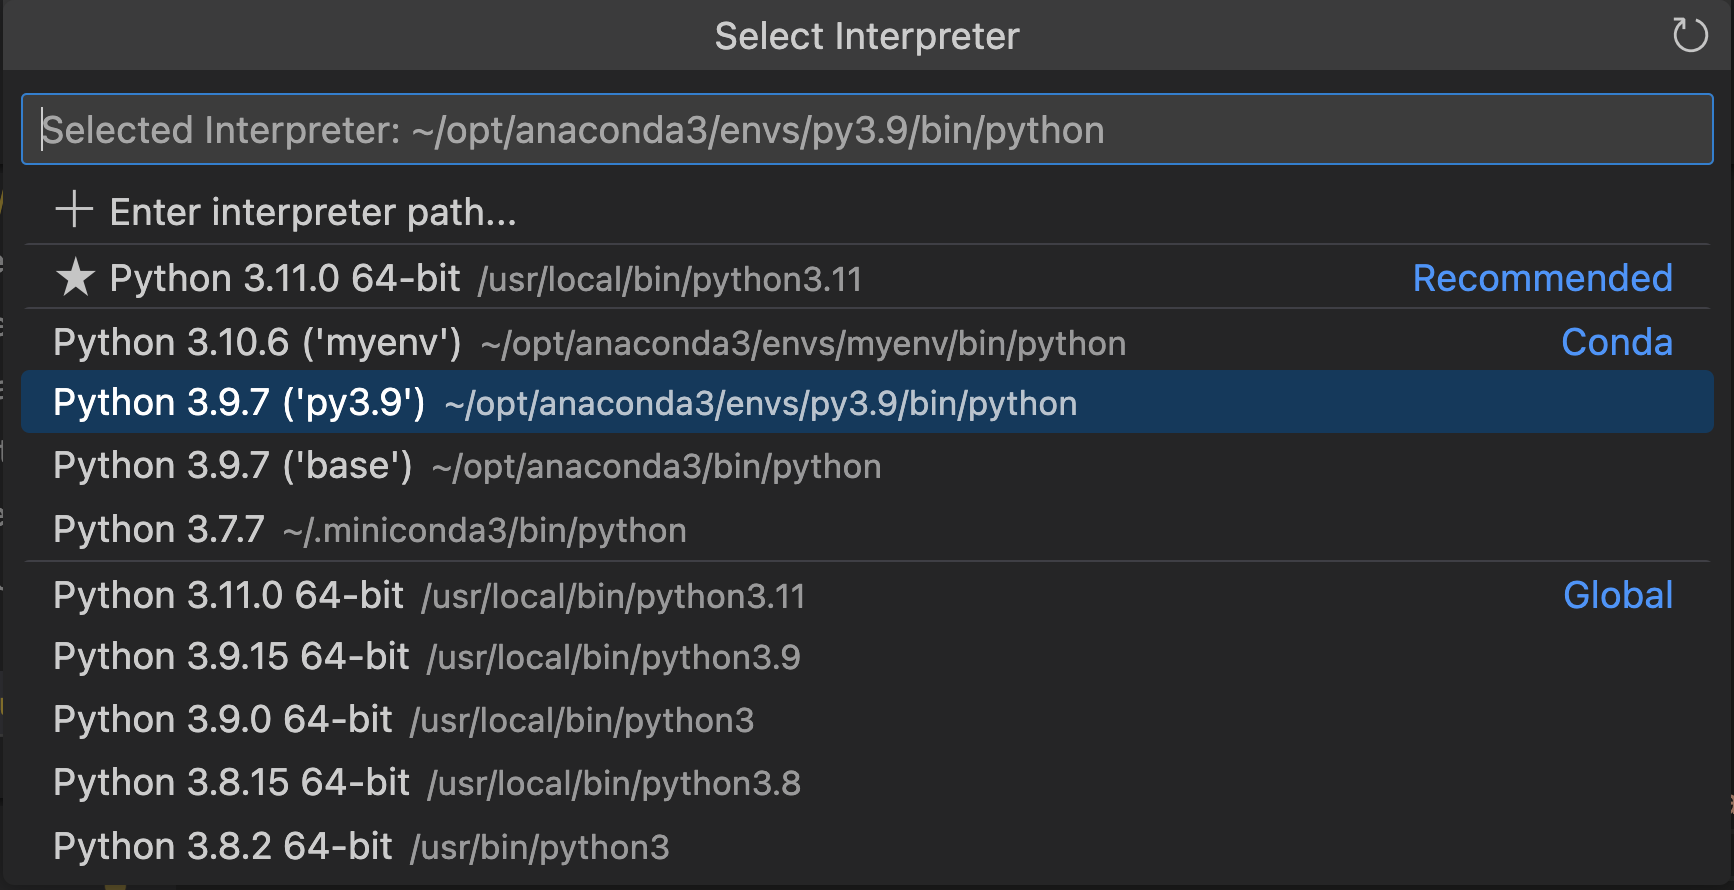 Select Interpreter
Selected Interpreter: ~/opt/anaconda3/envs/py3.9/bin/python
Enter interpreter path...
Python 3.11.0 64-bit /usr/local/bin/python3.11 Recommended
Python 3.10.6 ('myenv') ~/opt/anaconda3/envs/myenv/bin/python Conda
Python 3.9.7 ('py3.9') ~/opt/anaconda3/envs/py3.9/bin/python
Python 3.9.7 ('base') ~/opt/anaconda3/bin/python
Python 3.7.7 ~/.miniconda3/bin/python
Python 3.11.0 64-bit /usr/local/bin/python3.11 Global
Python 3.9.15 64-bit /usr/local/bin/python3.9
Python 3.9.0 64-bit /usr/local/bin/python3
Python 3.8.15 64-bit /usr/local/bin/python3.8
Python 3.8.2 64-bit /usr/bin/python3